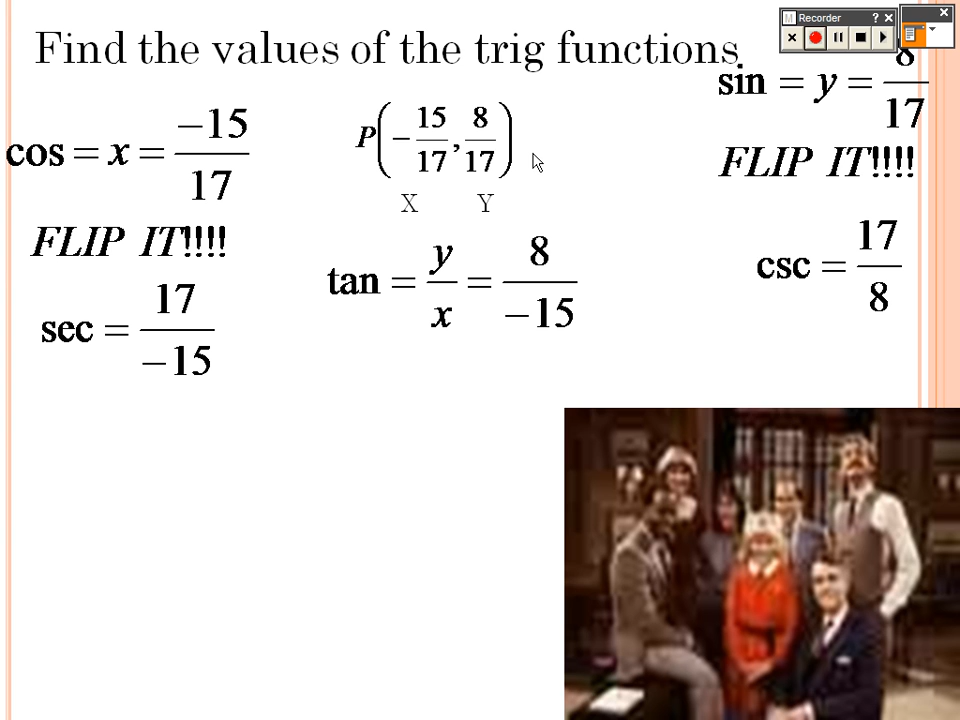 Find the values of the trig functions.
Recorder ? ×
P(−15/17, 8/17)
X Y
cos = x = −15/17
FLIP IT!!!!
sec = 17/−15
tan = y/x = 8/−15
sin = y = 8/17
FLIP IT!!!!
csc = 17/8